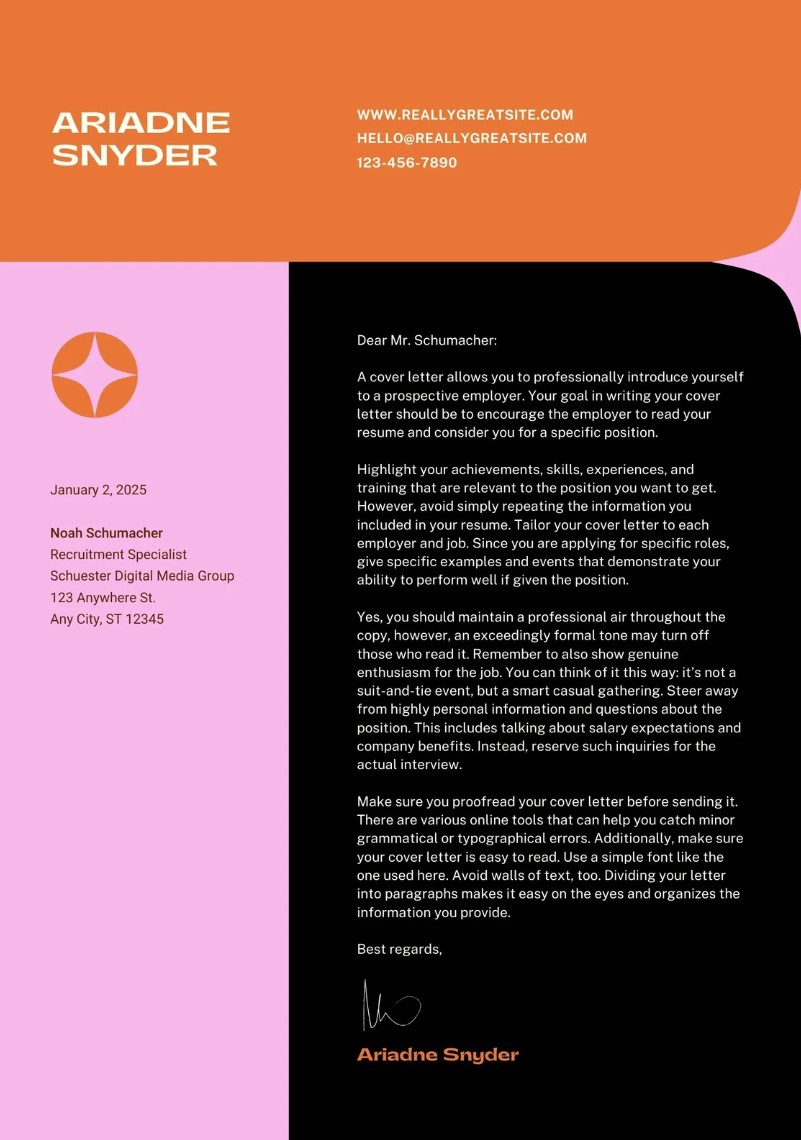 ARIADNE
SNYDER
WWW.REALLYGREATSITE.COM
HELLO@REALLYGREATSITE.COM
123-456-7890
January 2, 2025
Noah Schumacher
Recruitment Specialist
Schuester Digital Media Group
123 Anywhere St.
Any City, ST 12345
Dear Mr. Schumacher:
A cover letter allows you to professionally introduce yourself
to a prospective employer. Your goal in writing your cover
letter should be to encourage the employer to read your
resume and consider you for a specific position.
Highlight your achievements, skills, experiences, and
training that are relevant to the position you want to get.
However, avoid simply repeating the information you
included in your resume. Tailor your cover letter to each
employer and job. Since you are applying for specific roles,
give specific examples and events that demonstrate your
ability to perform well if given the position.
Yes, you should maintain a professional air throughout the
copy, however, an exceedingly formal tone may turn off
those who read it. Remember to also show genuine
enthusiasm for the job. You can think of it this way: it's not a
suit-and-tie event, but a smart casual gathering. Steer away
from highly personal information and questions about the
position. This includes talking about salary expectations and
company benefits. Instead, reserve such inquiries for the
actual interview.
Make sure you proofread your cover letter before sending it.
There are various online tools that can help you catch minor
grammatical or typographical errors. Additionally, make sure
your cover letter is easy to read. Use a simple font like the
one used here. Avoid walls of text, too. Dividing your letter
into paragraphs makes it easy on the eyes and organizes the
information you provide.
Best regards,
Ariadne Snyder